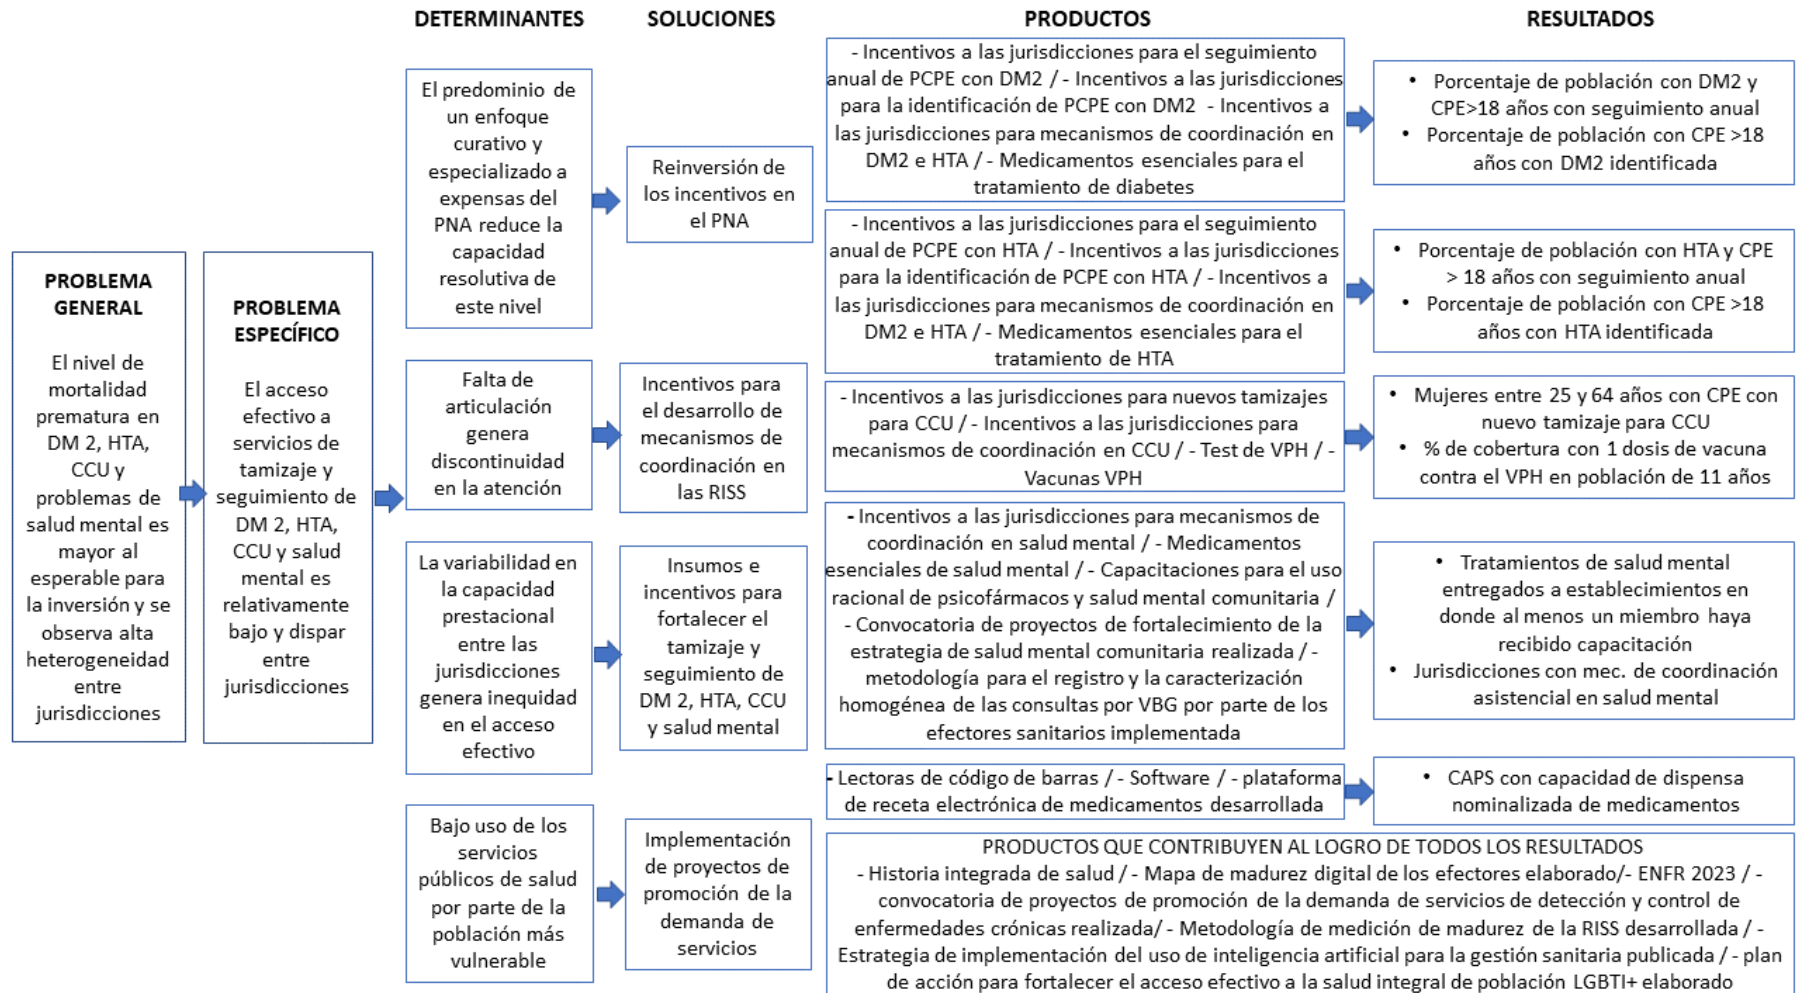 DETERMINANTES
SOLUCIONES
PRODUCTOS
RESULTADOS
PROBLEMA
GENERAL
El nivel de
mortalidad
prematura en
DM 2, HTA,
CCU y
problemas de
salud mental es
mayor al
esperable para
la inversión y se
observa alta
heterogeneidad
entre
jurisdicciones
PROBLEMA
ESPECÍFICO
El acceso
efectivo a
servicios de
tamizaje y
seguimiento de
DM 2, HTA,
CCU y salud
mental es
relativamente
bajo y dispar
entre
jurisdicciones
El predominio de
un enfoque
curativo y
especializado a
expensas del
PNA reduce la
capacidad
resolutiva de
este nivel
Reinversión de
los incentivos en
el PNA
Falta de
articulación
genera
discontinuidad
en la atención
Incentivos para
el desarrollo de
mecanismos de
coordinación en
las RISS
La variabilidad en
la capacidad
prestacional
entre las
jurisdicciones
genera inequidad
en el acceso
efectivo
Insumos e
incentivos para
fortalecer el
tamizaje y
seguimiento de
DM 2, HTA, CCU
y salud mental
Bajo uso de los
servicios
públicos de salud
por parte de la
población más
vulnerable
Implementación
de proyectos de
promoción de la
demanda de
servicios
- Incentivos a las jurisdicciones para el seguimiento
anual de PCPE con DM2 / - Incentivos a las jurisdicciones
para la identificación de PCPE con DM2 - Incentivos a
las jurisdicciones para mecanismos de coordinación en
DM2 e HTA / - Medicamentos esenciales para el
tratamiento de diabetes
• Porcentaje de población con DM2 y
CPE>18 años con seguimiento anual
• Porcentaje de población con CPE >18
años con DM2 identificada
- Incentivos a las jurisdicciones para el seguimiento
anual de PCPE con HTA / - Incentivos a las jurisdicciones
para la identificación de PCPE con HTA / - Incentivos a
las jurisdicciones para mecanismos de coordinación en
DM2 e HTA / - Medicamentos esenciales para el
tratamiento de HTA
• Porcentaje de población con HTA y CPE
> 18 años con seguimiento anual
• Porcentaje de población con CPE >18
años con HTA identificada
- Incentivos a las jurisdicciones para nuevos tamizajes
para CCU / - Incentivos a las jurisdicciones para
mecanismos de coordinación en CCU / - Test de VPH / -
Vacunas VPH
• Mujeres entre 25 y 64 años con CPE con
nuevo tamizaje para CCU
• % de cobertura con 1 dosis de vacuna
contra el VPH en población de 11 años
- Incentivos a las jurisdicciones para mecanismos de
coordinación en salud mental / - Medicamentos
esenciales de salud mental / - Capacitaciones para el uso
racional de psicofármacos y salud mental comunitaria /
- Convocatoria de proyectos de fortalecimiento de la
estrategia de salud mental comunitaria realizada / -
metodología para el registro y la caracterización
homogénea de las consultas por VBG por parte de los
efectores sanitarios implementada
• Tratamientos de salud mental
entregados a establecimientos en
donde al menos un miembro haya
recibido capacitación
• Jurisdicciones con mec. de coordinación
asistencial en salud mental
- Lectoras de código de barras / - Software / - plataforma
de receta electrónica de medicamentos desarrollada
• CAPS con capacidad de dispensa
nominalizada de medicamentos
PRODUCTOS QUE CONTRIBUYEN AL LOGRO DE TODOS LOS RESULTADOS
- Historia integrada de salud / - Mapa de madurez digital de los efectores elaborado/- ENFR 2023 / -
convocatoria de proyectos de promoción de la demanda de servicios de detección y control de
enfermedades crónicas realizada/ - Metodología de medición de madurez de la RISS desarrollada / -
Estrategia de implementación del uso de inteligencia artificial para la gestión sanitaria publicada / - plan
de acción para fortalecer el acceso efectivo a la salud integral de población LGBTI+ elaborado